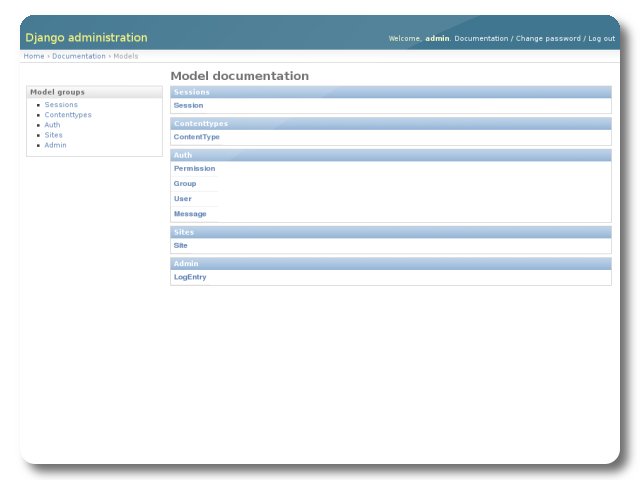 Django administration
Welcome, admin. Documentation / Change password / Log out
Home › Documentation › Models
Model documentation
Model groups
Sessions
Contenttypes
Auth
Sites
Admin
Sessions
Session
Contenttypes
ContentType
Auth
Permission
Group
User
Message
Sites
Site
Admin
LogEntry